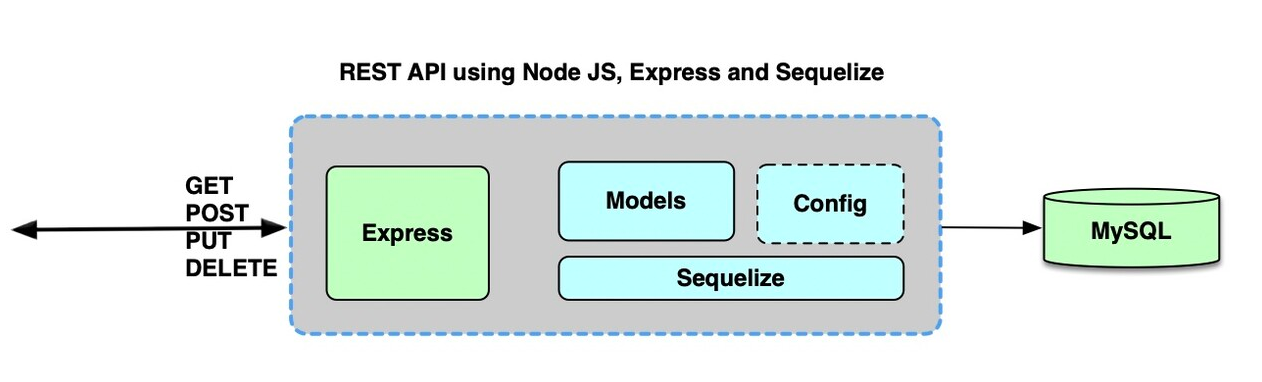 REST API using Node JS, Express and Sequelize
GET
POST
PUT
DELETE
Express
Models
Config
Sequelize
MySQL